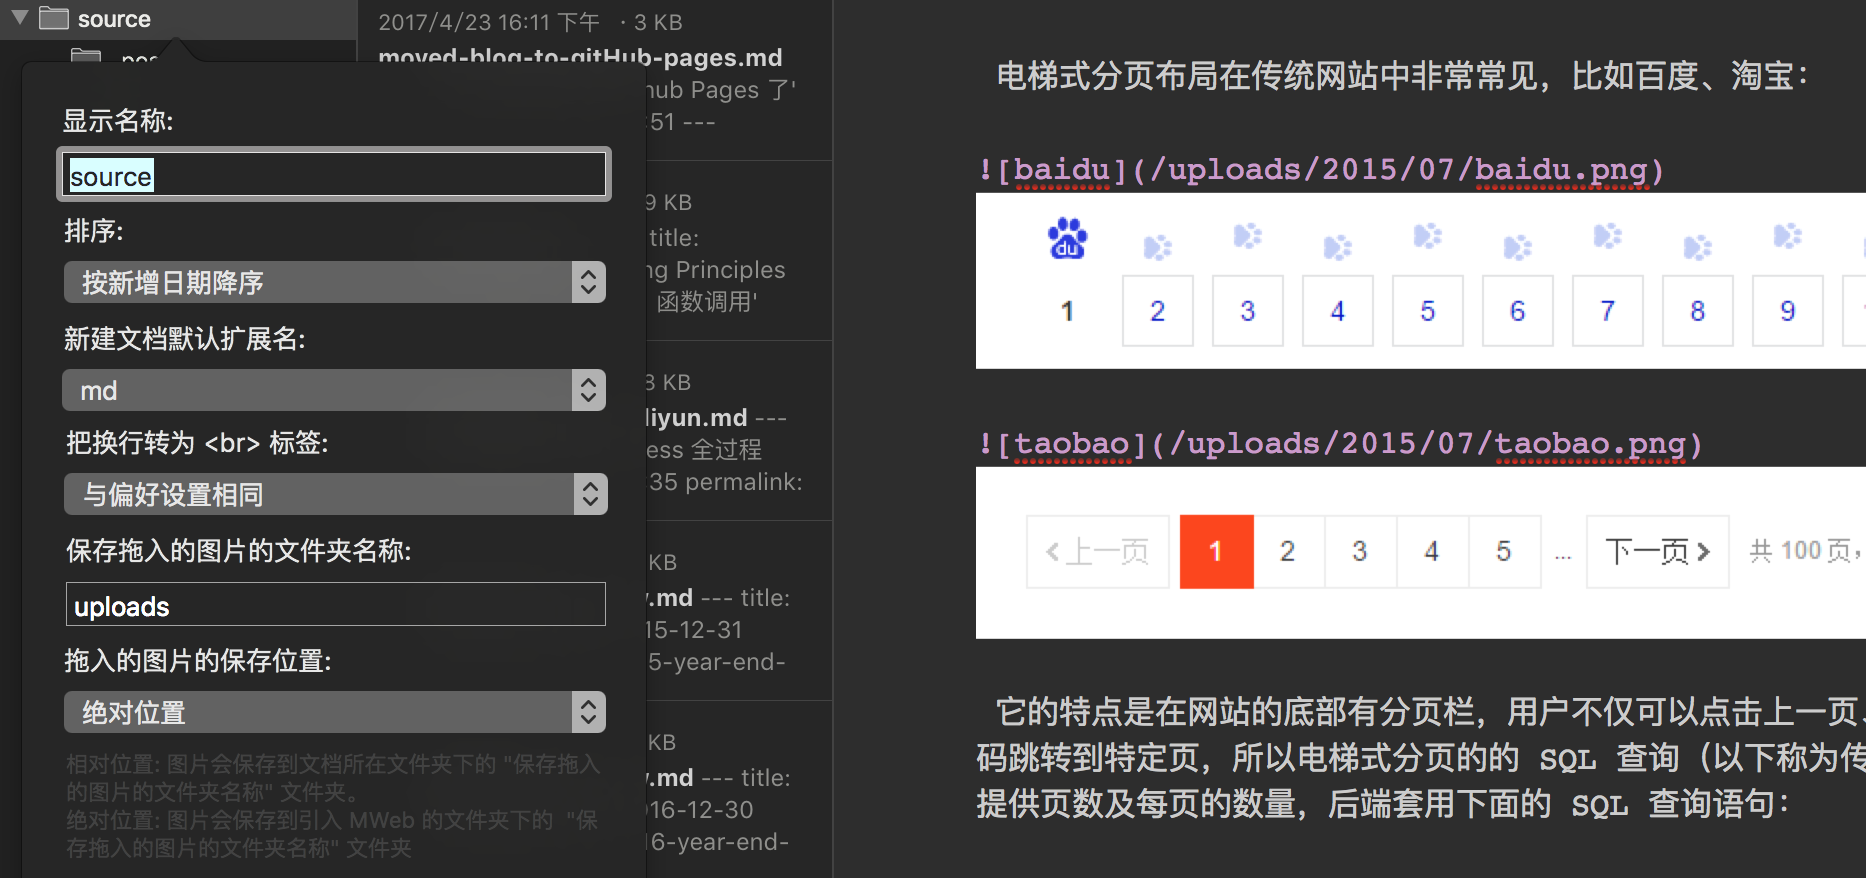 source
显示名称:
source
排序:
按新增日期降序
新建文档默认扩展名:
md
把换行转为 <br> 标签:
与偏好设置相同
保存拖入的图片的文件夹名称:
uploads
拖入的图片的保存位置:
绝对位置
相对位置: 图片会保存到文档所在文件夹下的 "保存拖入
的图片的文件夹名称" 文件夹。
绝对位置: 图片会保存到引入 MWeb 的文件夹下的 "保
存拖入的图片的文件夹名称" 文件夹
2017/4/23 16:11 下午 · 3 KB
moved-blog-to-gitHub-pages.md
Pages 了'
:51 ---
9 KB
title:
Principles
函数调用'
3 KB
liyun.md ---
ess 全过程
35 permalink:
KB
.md --- title:
15-12-31
5-year-end-
KB
.md --- title:
016-12-30
16-year-end-
电梯式分页布局在传统网站中非常常见，比如百度、淘宝：
![baidu](/uploads/2015/07/baidu.png)
du
1 2 3 4 5 6 7 8 9
![taobao](/uploads/2015/07/taobao.png)
< 上一页 1 2 3 4 5 ... 下一页 > 共 100 页，
它的特点是在网站的底部有分页栏，用户不仅可以点击上一页、
码跳转到特定页，所以电梯式分页的的 SQL 查询（以下称为传
提供页数及每页的数量，后端套用下面的 SQL 查询语句：